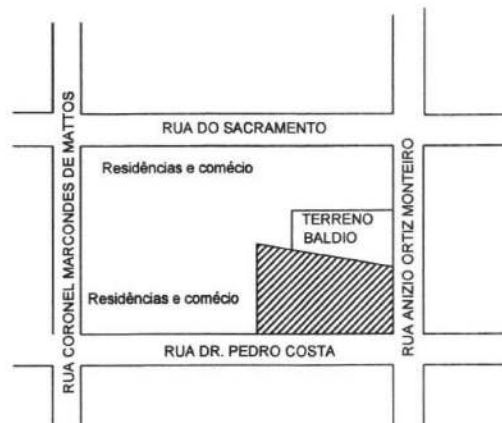 RUA CORONEL MARCONDES DE MATTOS
RUA DO SACRAMENTO
Residências e comécio
TERRENO
BALDIO
RUA ANIZIO ORTIZ MONTEIRO
Residências e comécio
RUA DR. PEDRO COSTA